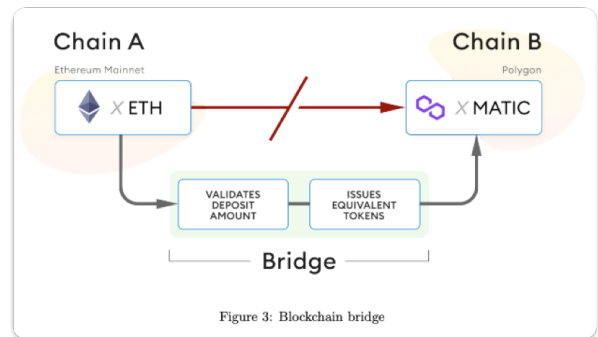 Chain A
Chain B
Ethereum Mainnet
Polygon
X ETH
X MATIC
VALIDATES
DEPOSIT
AMOUNT
ISSUES
EQUIVALENT
TOKENS
Bridge
Figure 3: Blockchain bridge